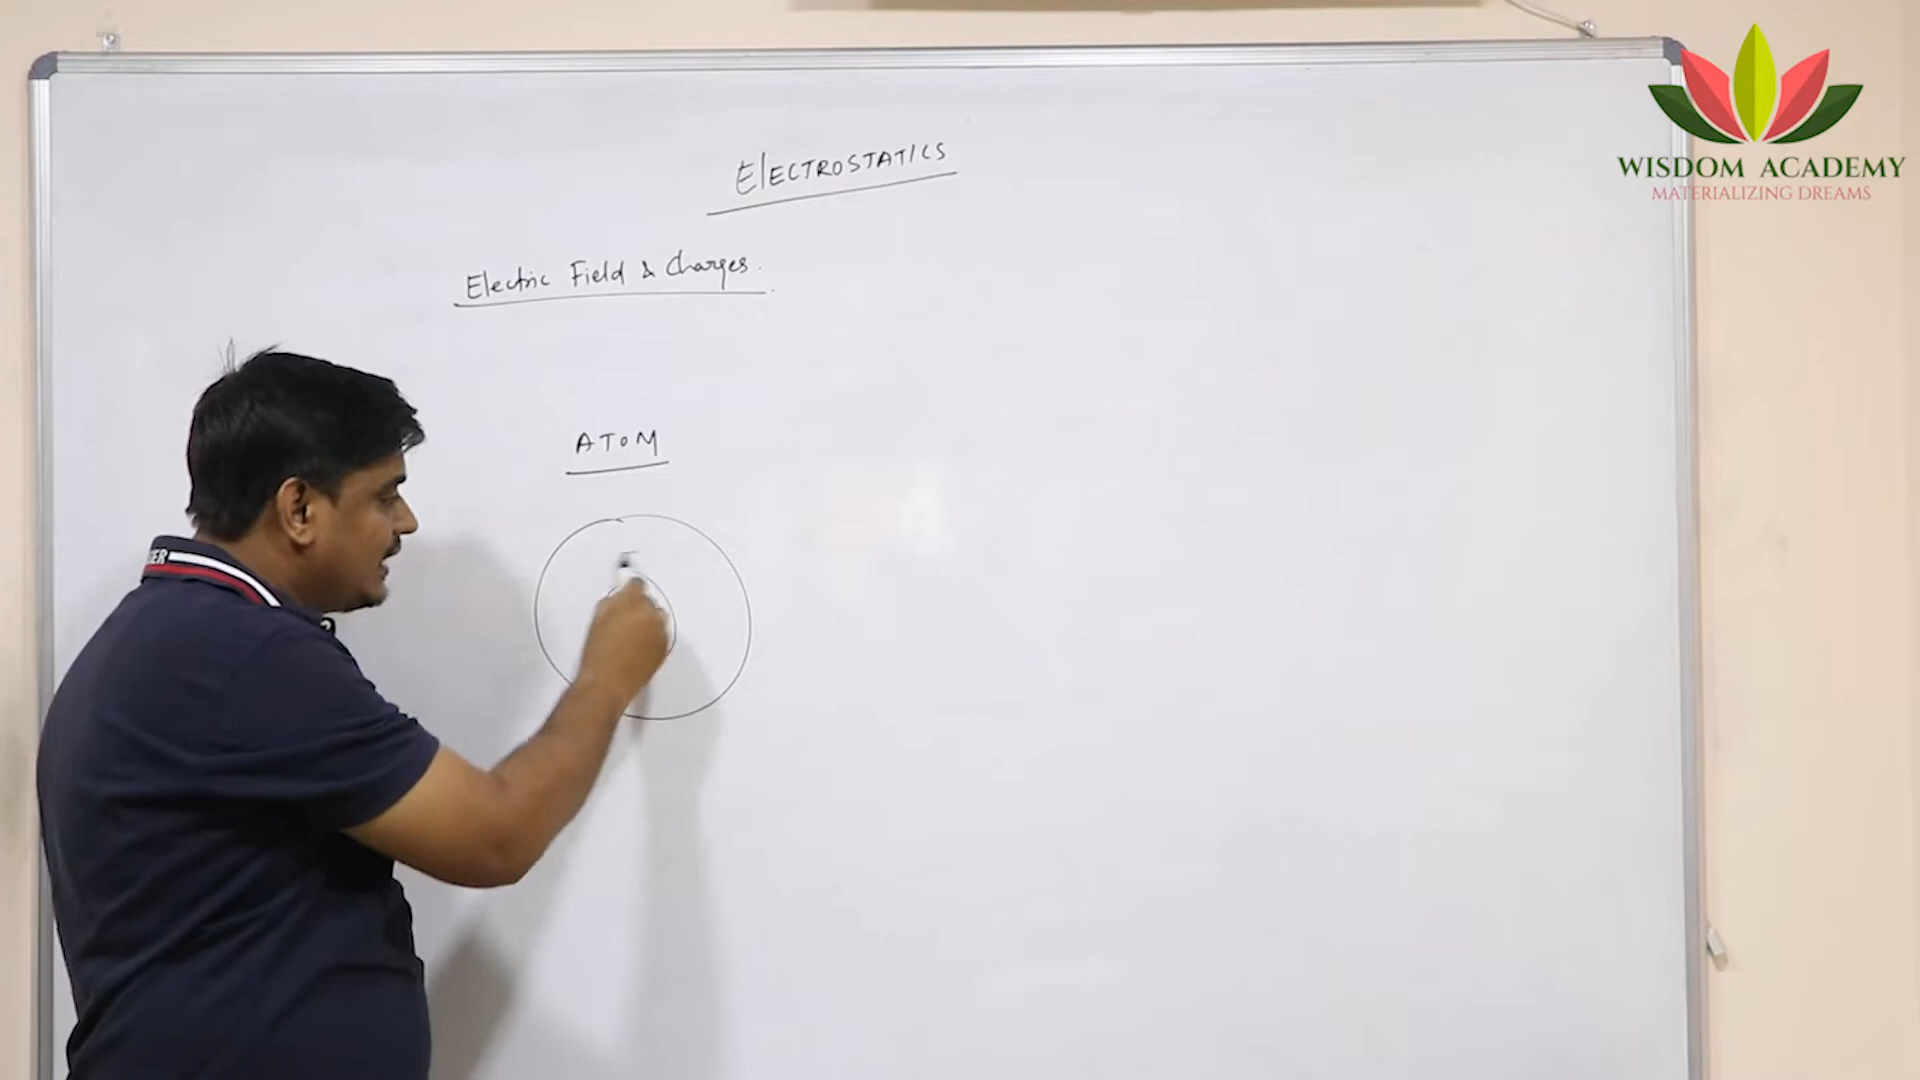 WISDOM ACADEMY
MATERIALIZING DREAMS
ELECTROSTATICS
Electric Field & Charges.
ATOM